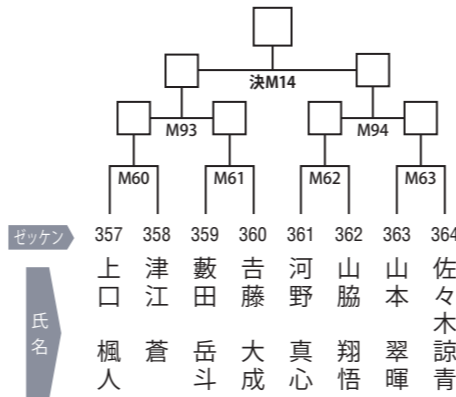 決M14
M93 M94
M60 M61 M62 M63
ゼッケン 357 358 359 360 361 362 363 364
氏名
上口 楓人
津江 蒼
藪田 岳斗
𠮷藤 大成
河野 真心
山脇 翔悟
山本 翠暉
佐々木 諒青